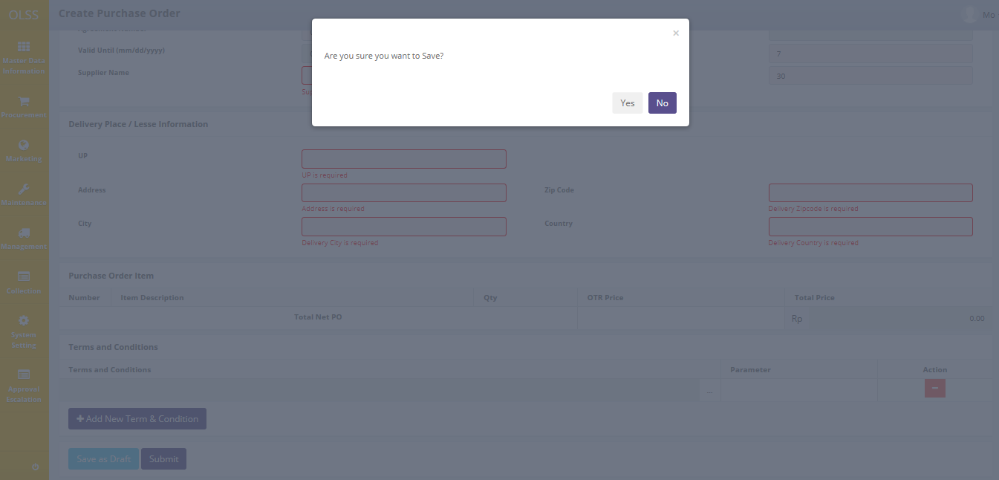 OLSS
Create Purchase Order
Mo
Master Data
Information
Procurement
Marketing
Maintenance
Management
Collection
System
Setting
Approval
Escalation
×
Are you sure you want to Save?
Yes No
Valid Until (mm/dd/yyyy) 7
Supplier Name 30
Delivery Place / Lesse Information
UP
UP is required
Address Zip Code
Address is required Delivery Zipcode is required
City Country
Delivery City is required Delivery Country is required
Purchase Order Item
Number Item Description Qty OTR Price Total Price
Total Net PO Rp 0.00
Terms and Conditions
Terms and Conditions Parameter Action
...
Add New Term & Condition
Save as Draft Submit